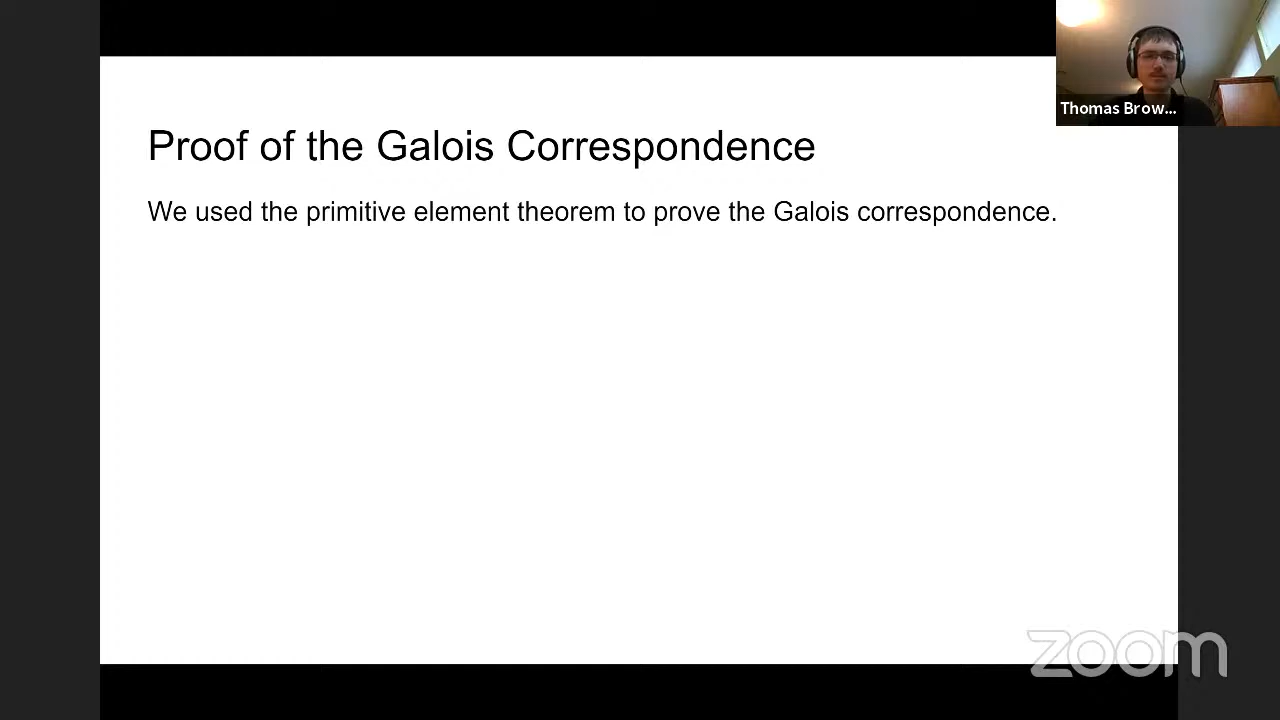 Thomas Brow...
Proof of the Galois Correspondence
We used the primitive element theorem to prove the Galois correspondence.
zoom